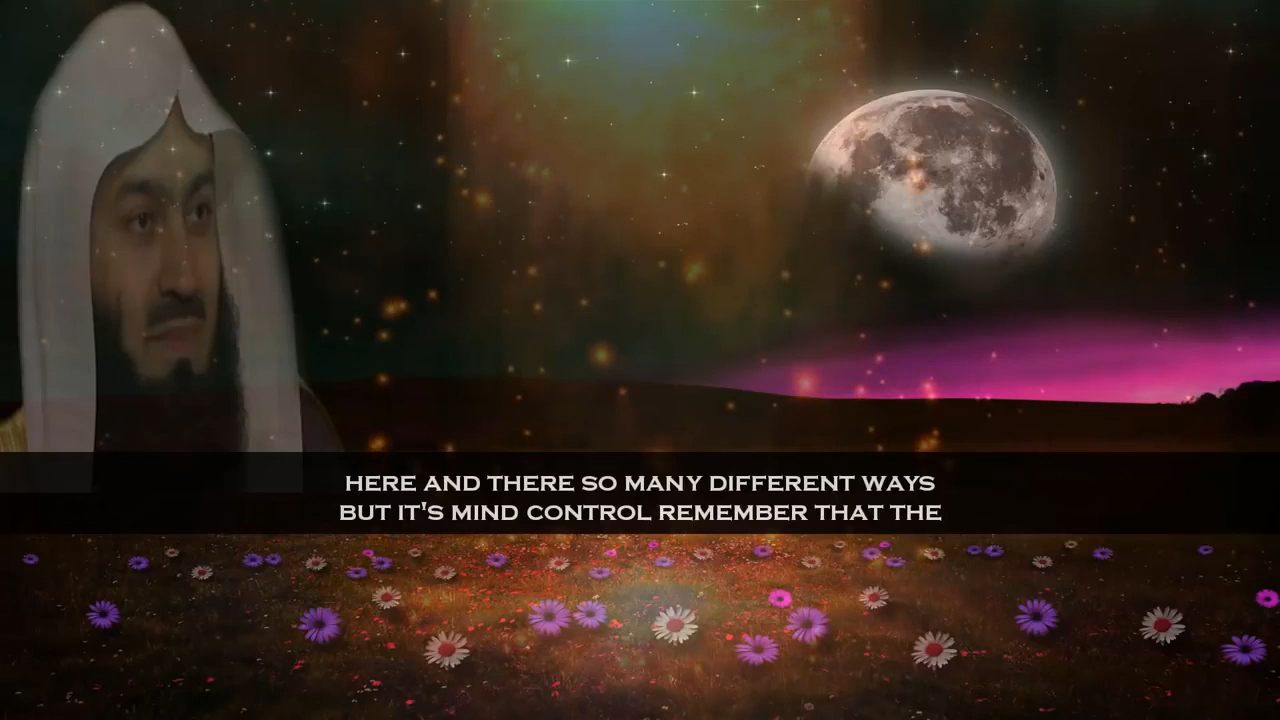 HERE AND THERE SO MANY DIFFERENT WAYS
BUT IT'S MIND CONTROL REMEMBER THAT THE